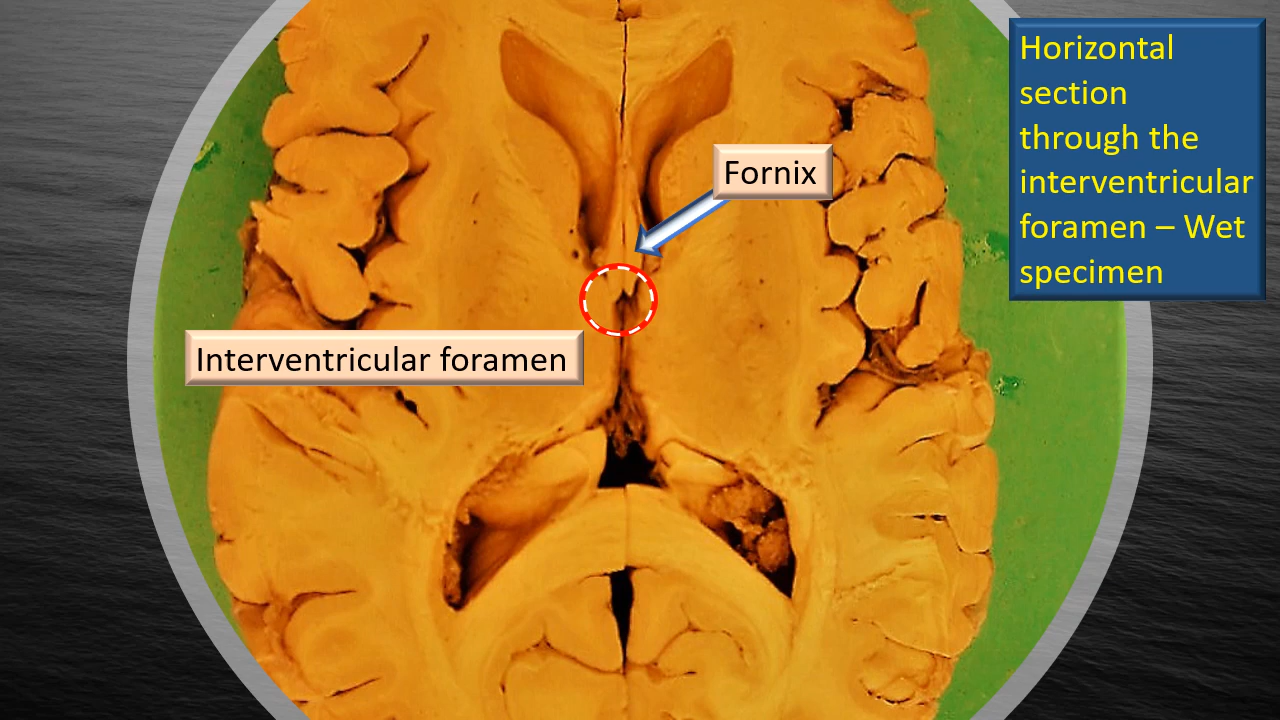 Horizontal
section
through the
interventricular
foramen – Wet
specimen
Fornix
Interventricular foramen